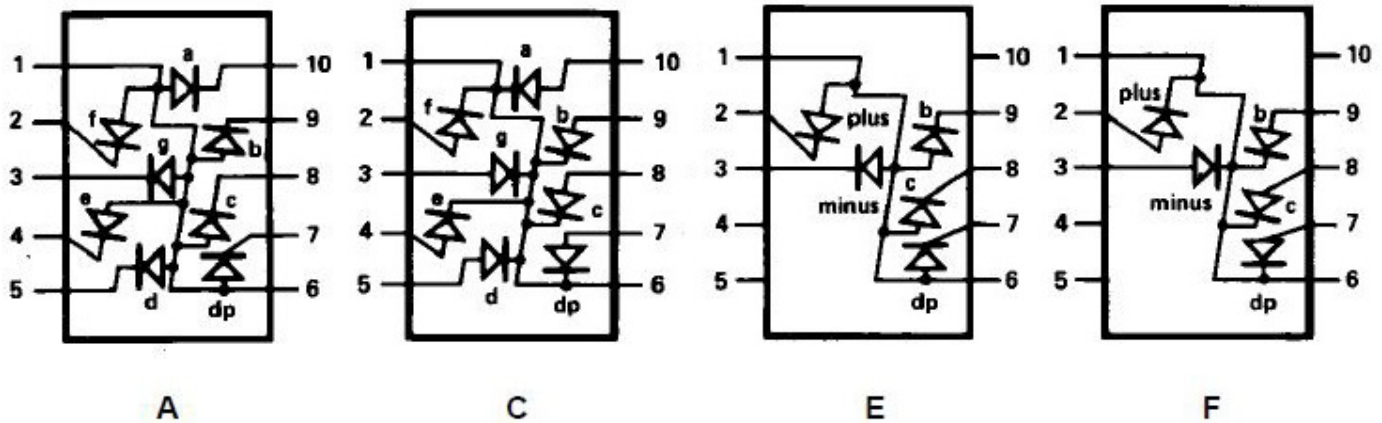 1 a 10 1 a 10 1 10 1 10
f f plus
2 9 2 b 9 2 plus b 9 2 b 9
g b g
3 8 3 8 3 8 3 8
e c e c c minus c
minus
4 7 4 7 4 7 4 7
5 d 6 5 d 6 5 6 5 6
dp dp dp dp
A C E F